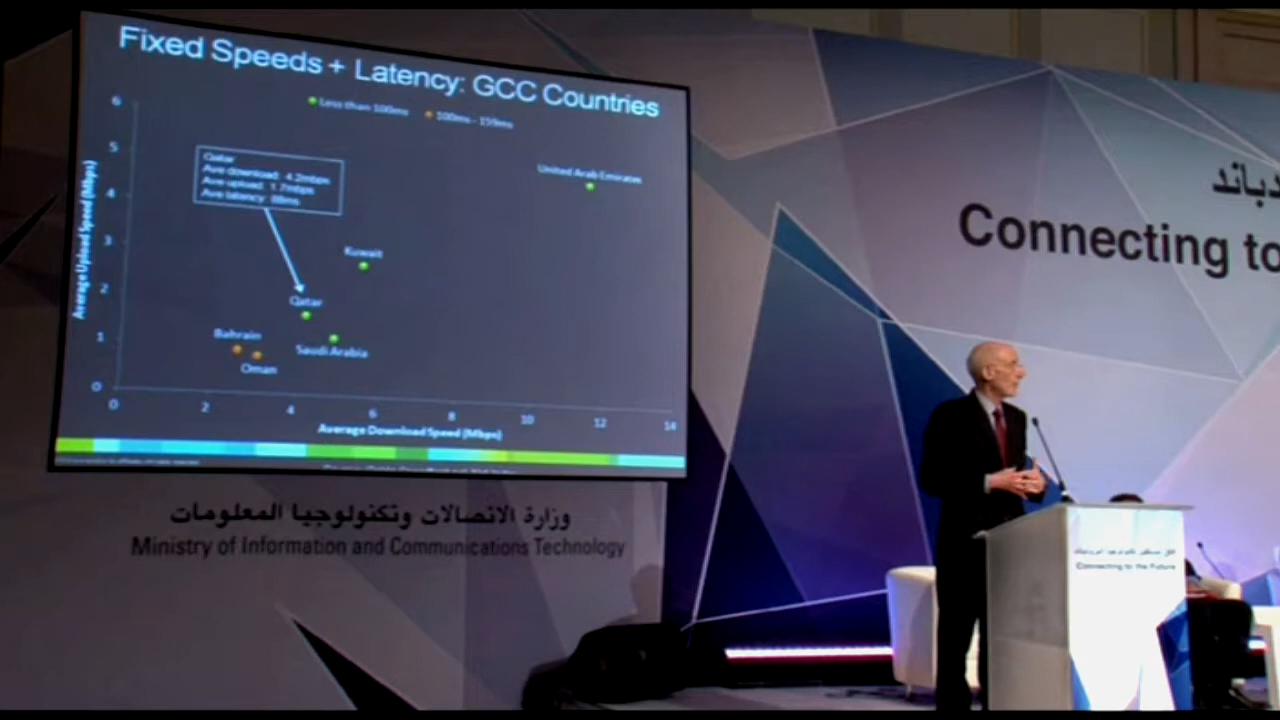 Fixed Speeds + Latency: GCC Countries
Less than 100ms
100ms - 159ms
6
5
4
3
2
1
0
Average Upload Speed (Mbps)
Qatar
Ave download: 4.2mbps
Ave upload: 1.7mbps
Ave latency: 88ms
United Arab Emirates
Kuwait
Qatar
Bahrain
Saudi Arabia
Oman
0 2 4 6 8 10 12 14
Average Download Speed (Mbps)
وزارة الاتصالات وتكنولوجيا المعلومات
Ministry of Information and Communications Technology
دباند
Connecting to
Connecting to the Future